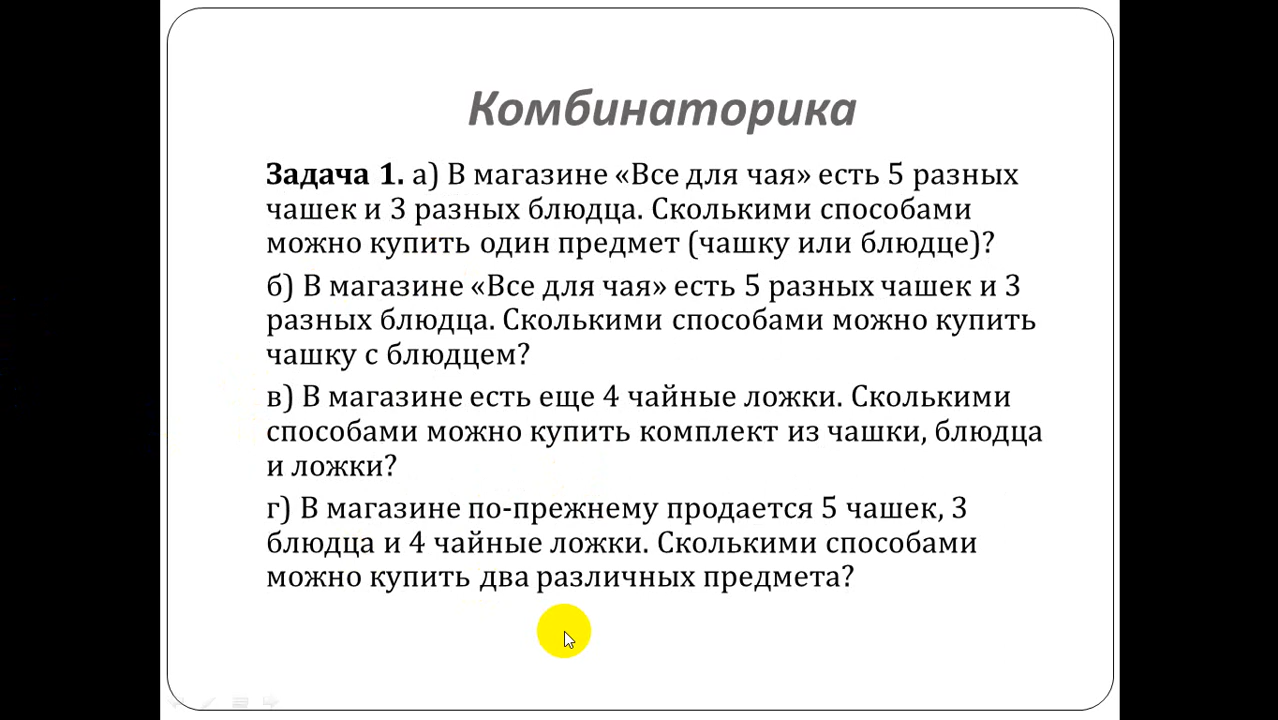 Комбинаторика
Задача 1. а) В магазине «Все для чая» есть 5 разных
чашек и 3 разных блюдца. Сколькими способами
можно купить один предмет (чашку или блюдце)?
б) В магазине «Все для чая» есть 5 разных чашек и 3
разных блюдца. Сколькими способами можно купить
чашку с блюдцем?
в) В магазине есть еще 4 чайные ложки. Сколькими
способами можно купить комплект из чашки, блюдца
и ложки?
г) В магазине по-прежнему продается 5 чашек, 3
блюдца и 4 чайные ложки. Сколькими способами
можно купить два различных предмета?